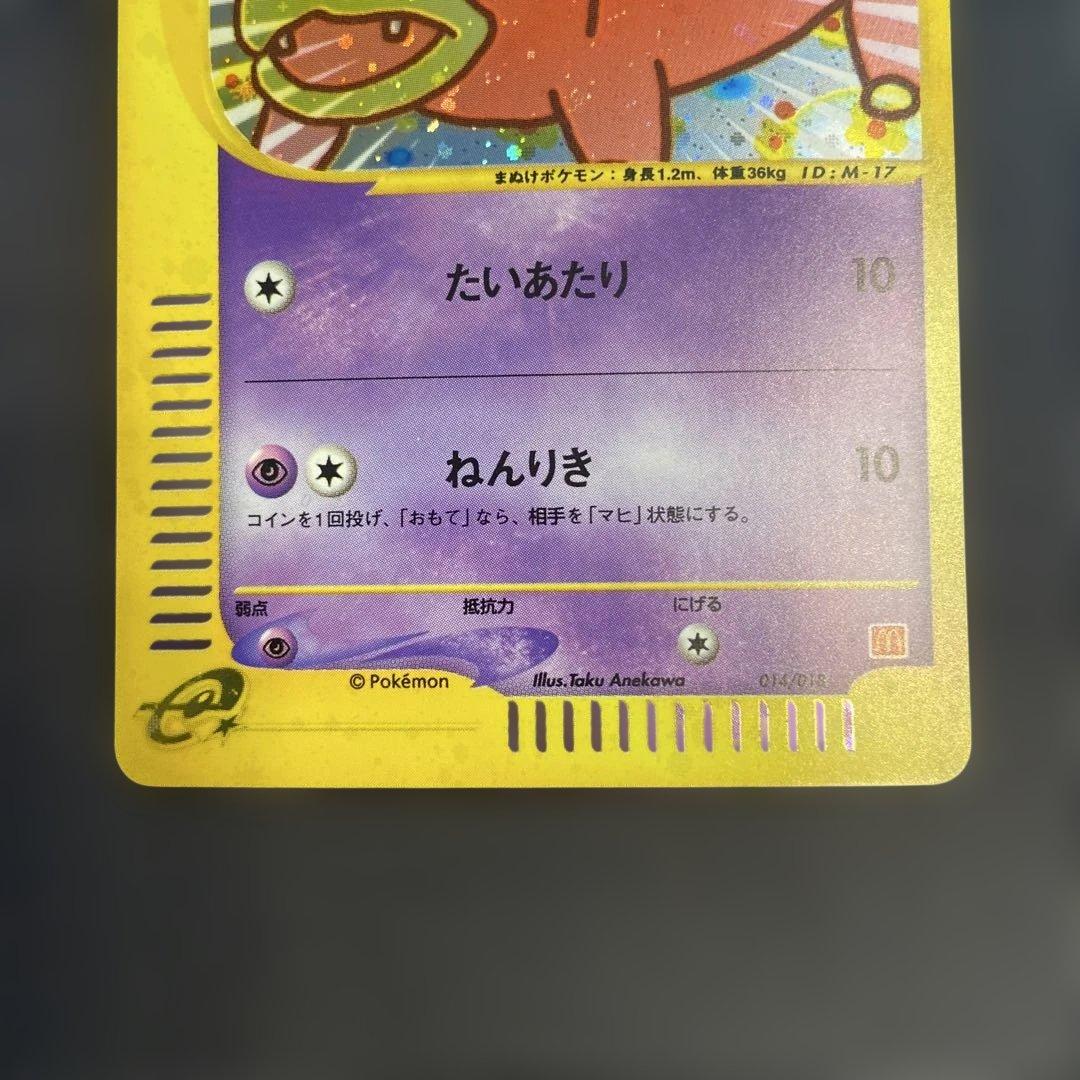 まぬけポケモン：身長1.2m、体重36kg ID:M-17
たいあたり 10
ねんりき 10
コインを1回投げ、「おもて」なら、相手を「マヒ」状態にする。
弱点 抵抗力 にげる
©Pokémon Illus.Taku Anekawa 014/018